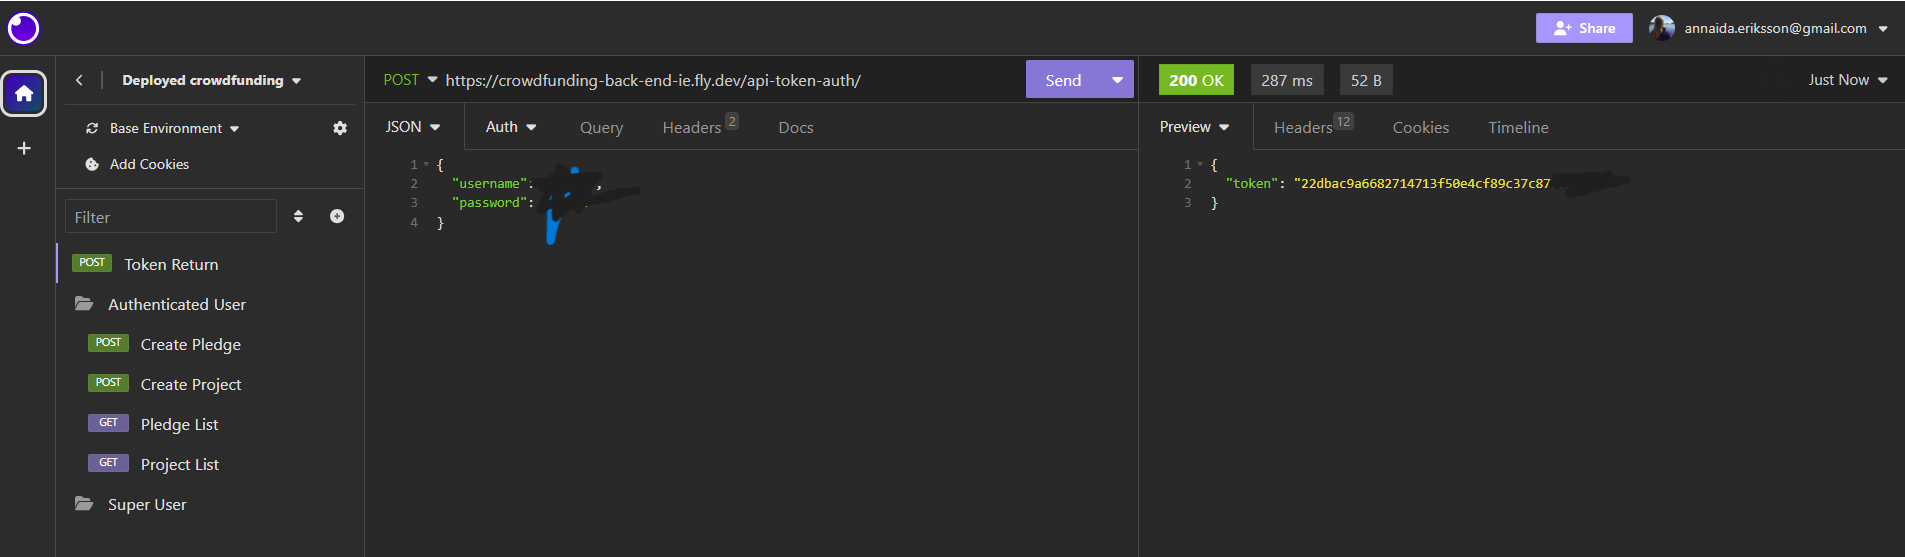 Share
annaida.eriksson@gmail.com
Deployed crowdfunding
POST https://crowdfunding-back-end-ie.fly.dev/api-token-auth/
Send
200 OK
287 ms
52 B
Just Now
Base Environment
Add Cookies
Filter
POST Token Return
Authenticated User
POST Create Pledge
POST Create Project
GET Pledge List
GET Project List
Super User
JSON
Auth
Query
Headers 2
Docs
1 {
2 "username": ,
3 "password":
4 }
Preview
Headers 12
Cookies
Timeline
1 {
2 "token": "22dbac9a6682714713f50e4cf89c37c87
3 }